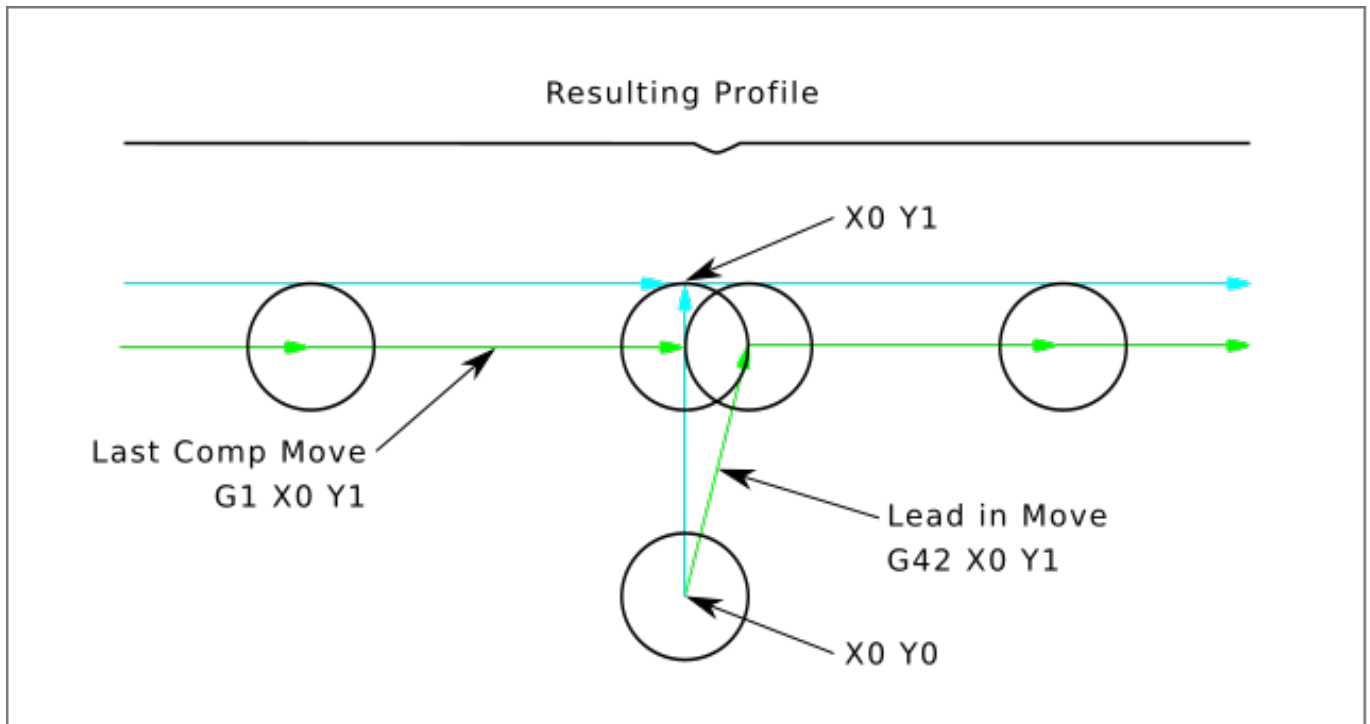 Resulting Profile
X0 Y1
Last Comp Move
G1 X0 Y1
Lead in Move
G42 X0 Y1
X0 Y0